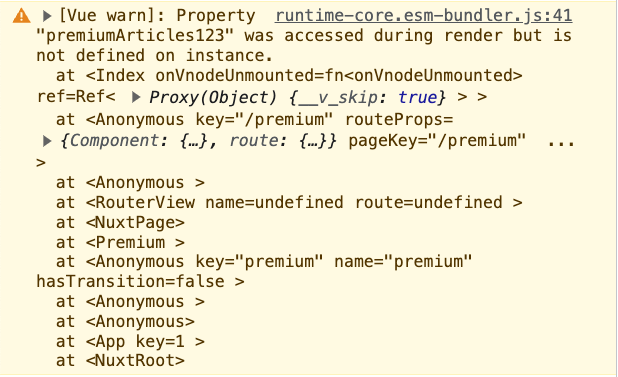 [Vue warn]: Property runtime-core.esm-bundler.js:41
"premiumArticles123" was accessed during render but is
not defined on instance.
at <Index onVnodeUnmounted=fn<onVnodeUnmounted>
ref=Ref< ▶ Proxy(Object) {__v_skip: true} > >
at <Anonymous key="/premium" routeProps=
▶ {Component: {…}, route: {…}} pageKey="/premium" ...
>
at <Anonymous >
at <RouterView name=undefined route=undefined >
at <NuxtPage>
at <Premium >
at <Anonymous key="premium" name="premium"
hasTransition=false >
at <Anonymous >
at <Anonymous>
at <App key=1 >
at <NuxtRoot>